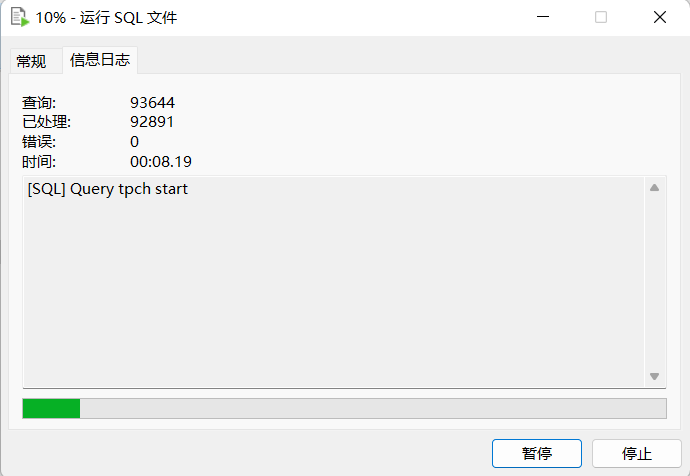 10% - 运行 SQL 文件
常规 信息日志
查询: 93644
已处理: 92891
错误: 0
时间: 00:08.19
[SQL] Query tpch start
暂停 停止